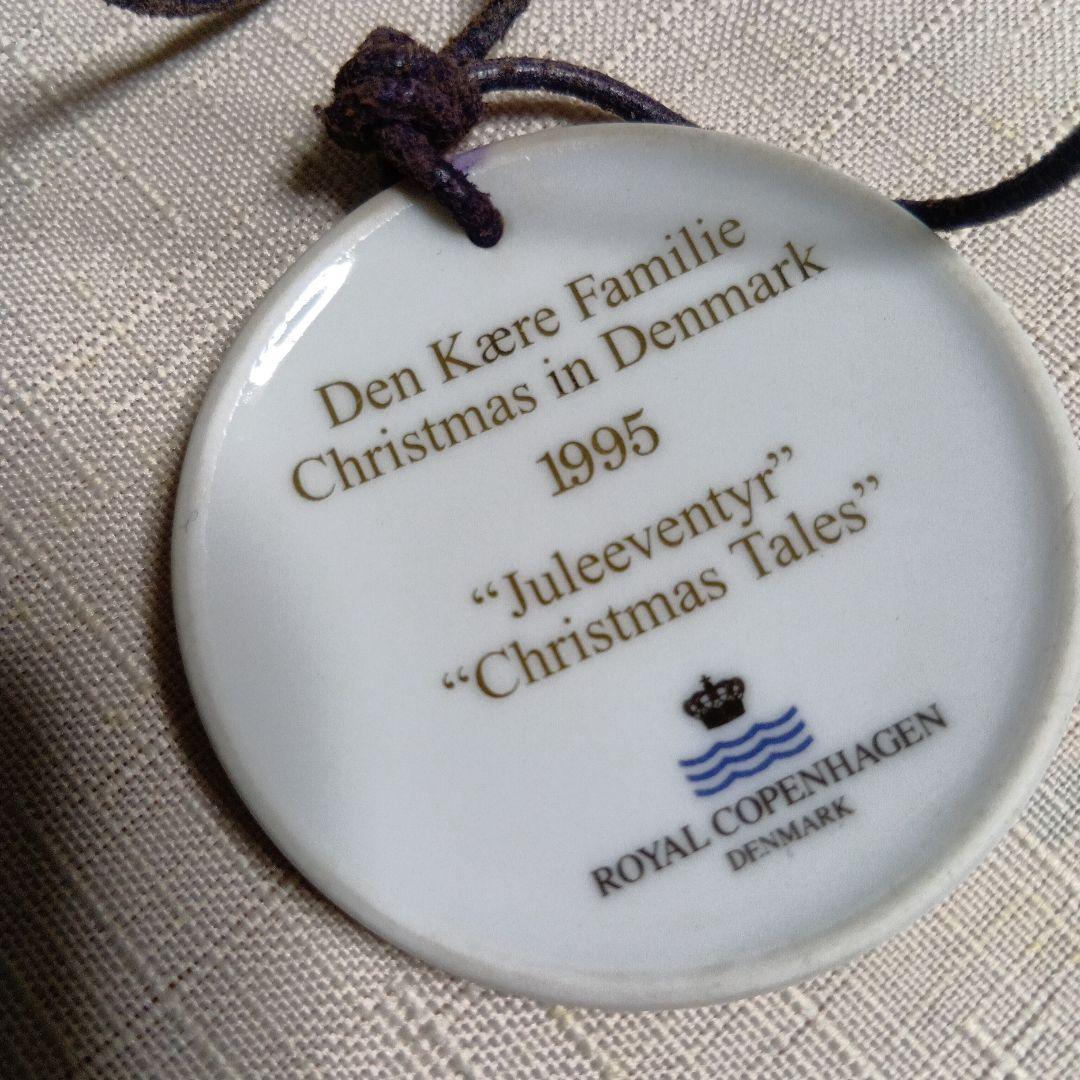 Den Kære Familie
Christmas in Denmark
1995
“Juleeventyr”
“Christmas Tales”
ROYAL COPENHAGEN
DENMARK